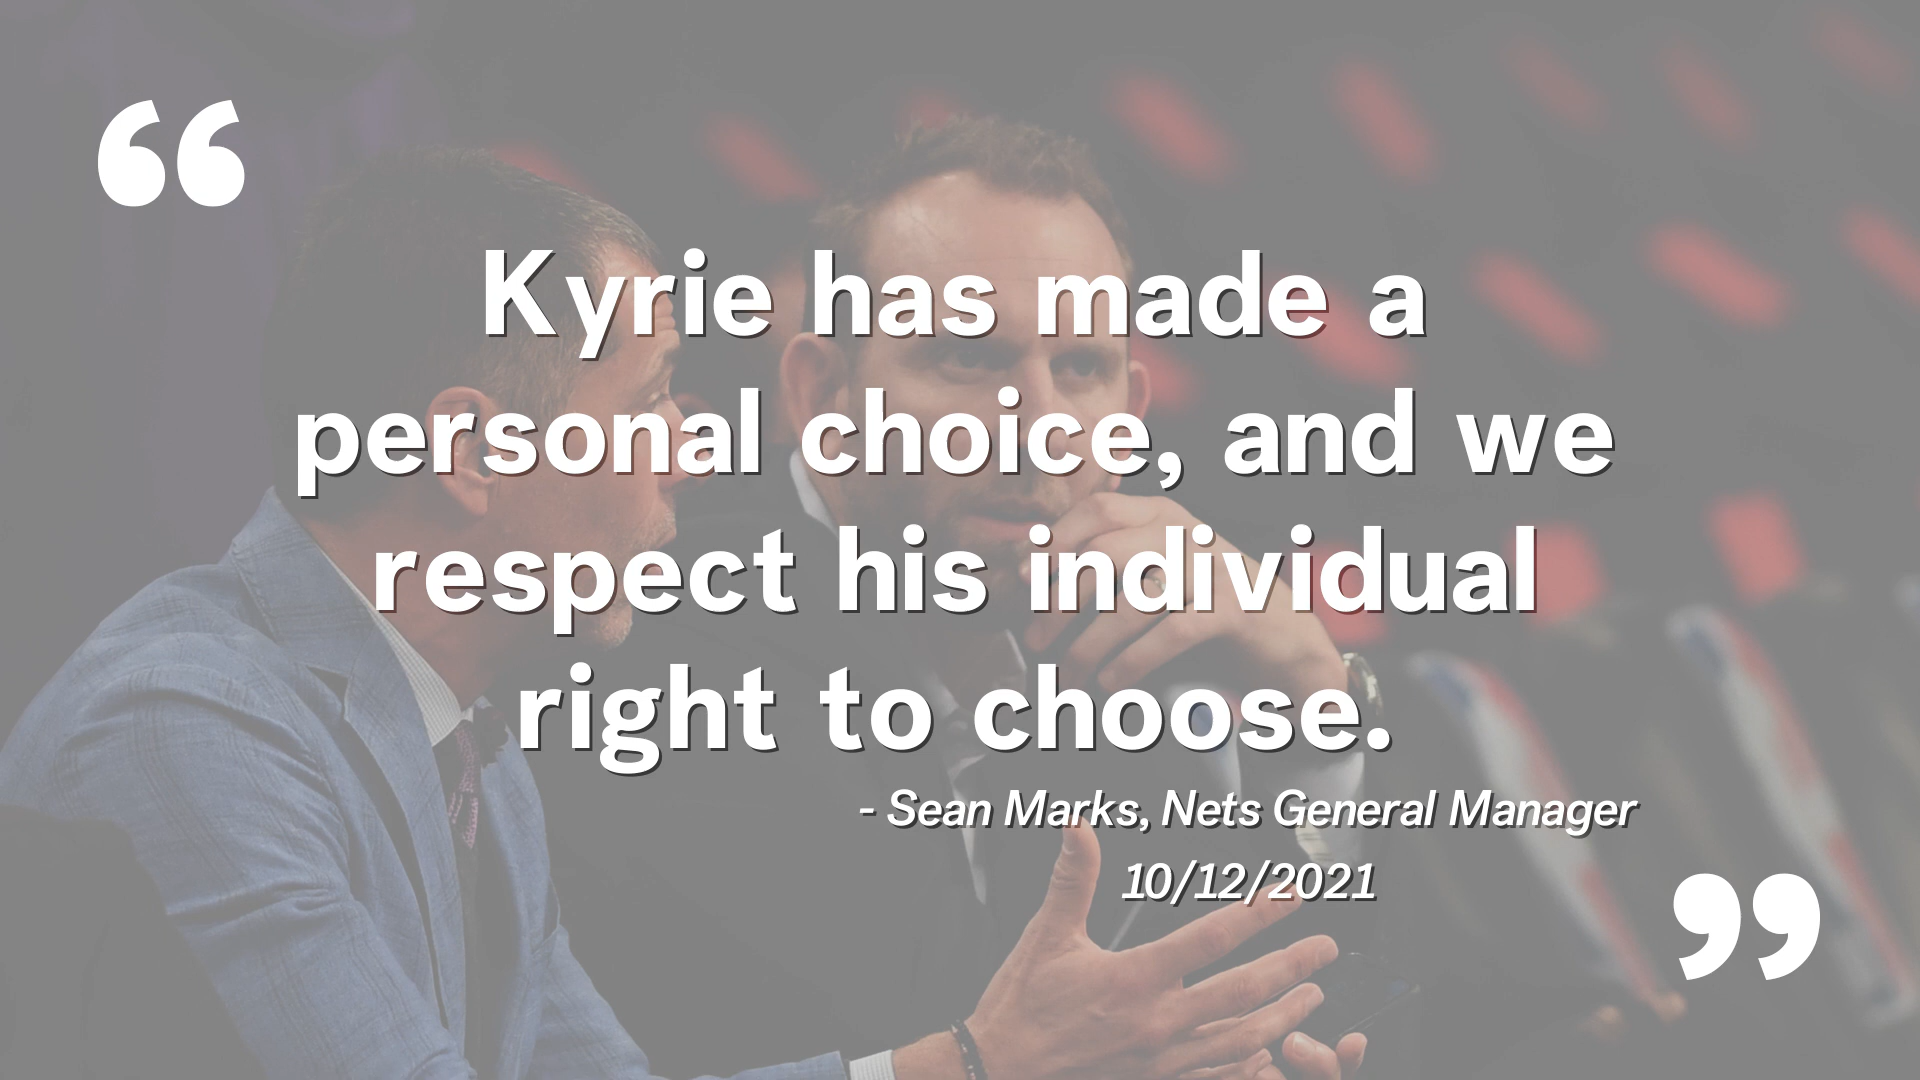 “
Kyrie has made a
personal choice, and we
respect his individual
right to choose.
- Sean Marks, Nets General Manager
10/12/2021
”